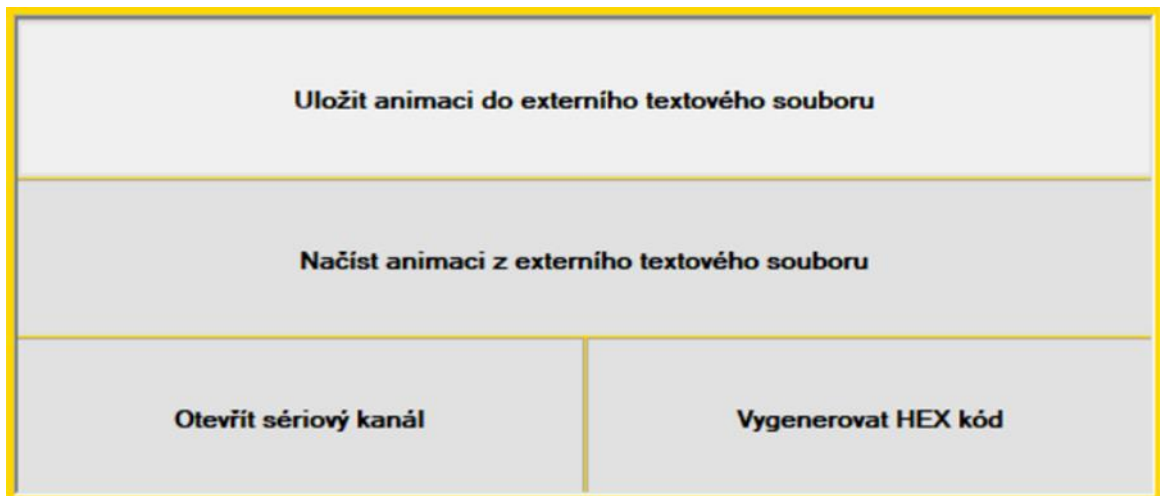 Uložit animaci do externího textového souboru
Načíst animaci z externího textového souboru
Otevřít sériový kanál
Vygenerovat HEX kód